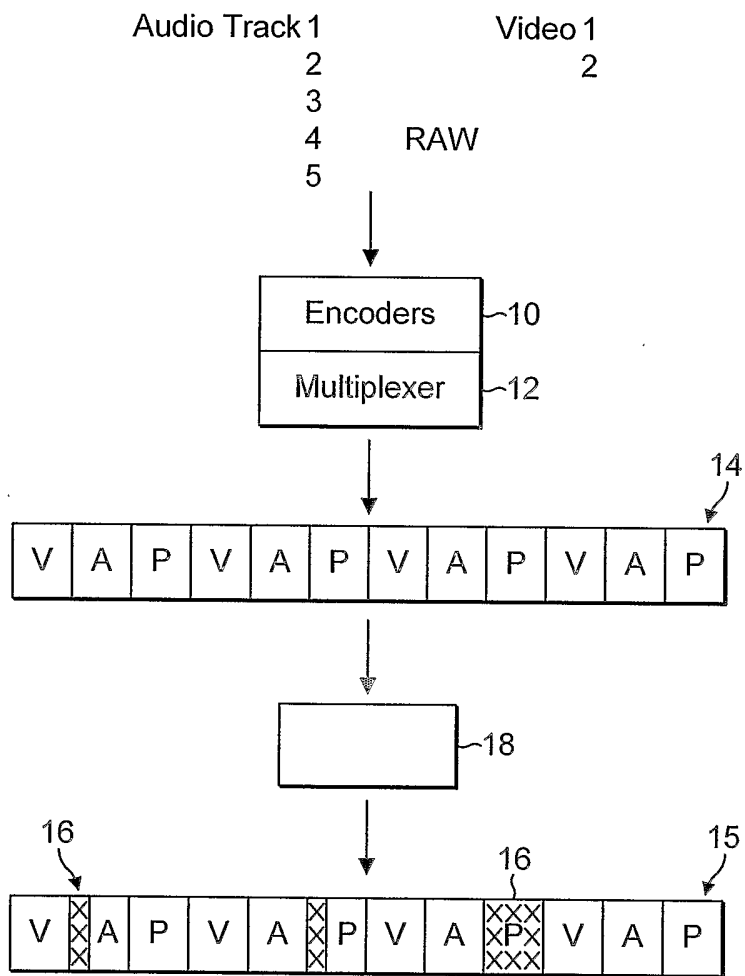 Audio Track 1 Video 1
2 2
3
4 RAW
5
Encoders 10
Multiplexer 12
14
V A P V A P V A P V A P
18
16 16 15
V A P V A P V A P V A P